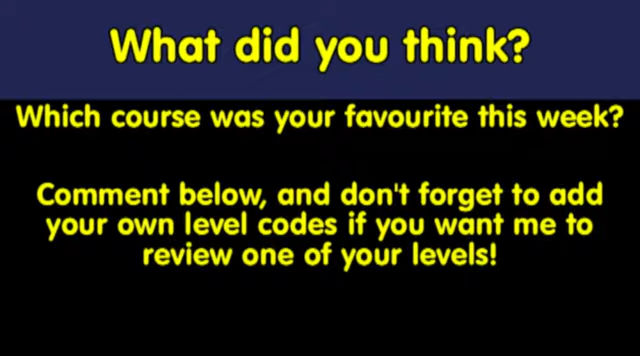 What did you think?
Which course was your favourite this week?
Comment below, and don't forget to add
your own level codes if you want me to
review one of your levels!